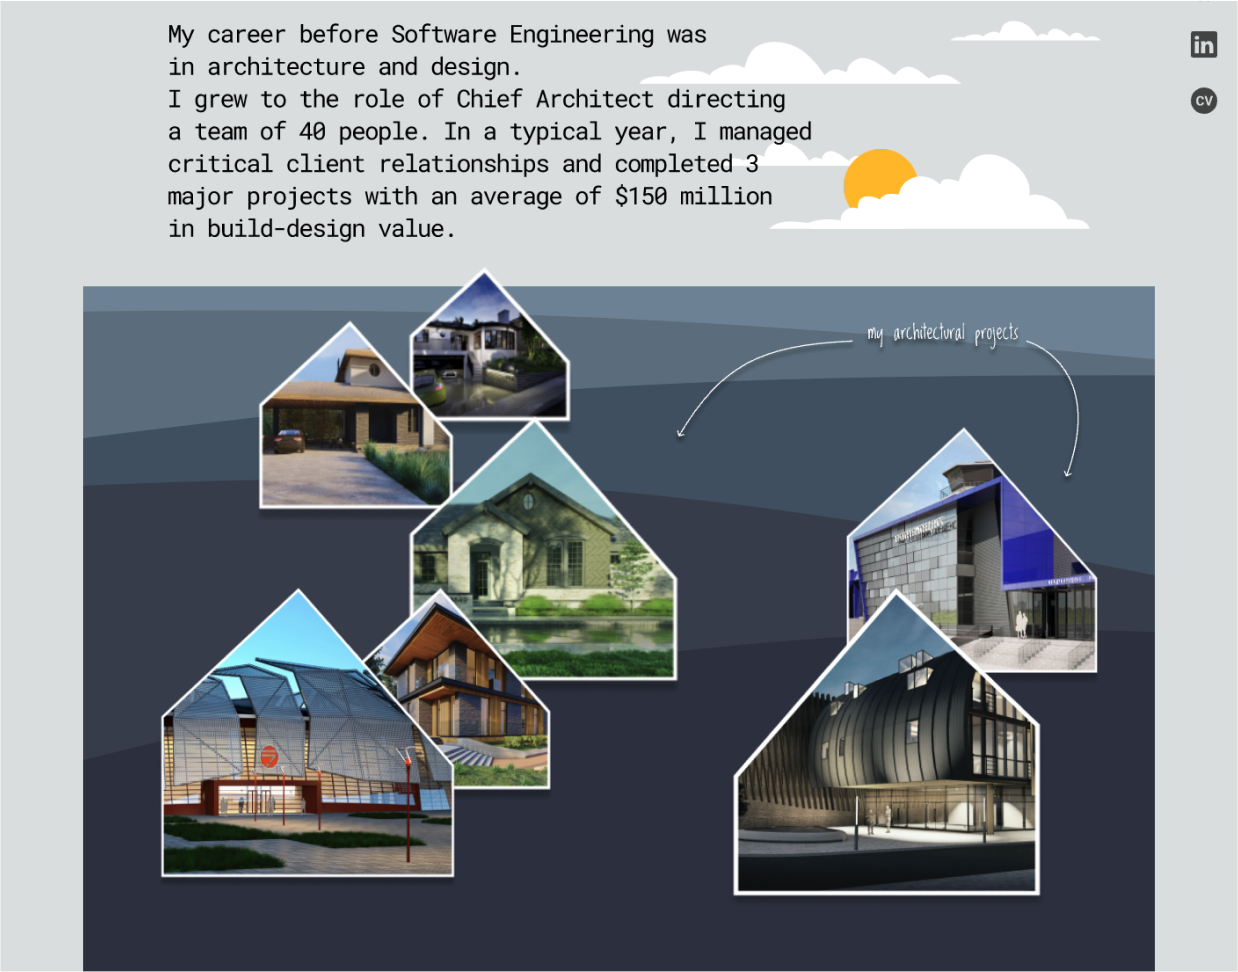 My career before Software Engineering was
in architecture and design.
I grew to the role of Chief Architect directing
a team of 40 people. In a typical year, I managed
critical client relationships and completed 3
major projects with an average of $150 million
in build-design value.
in
CV
my architectural projects